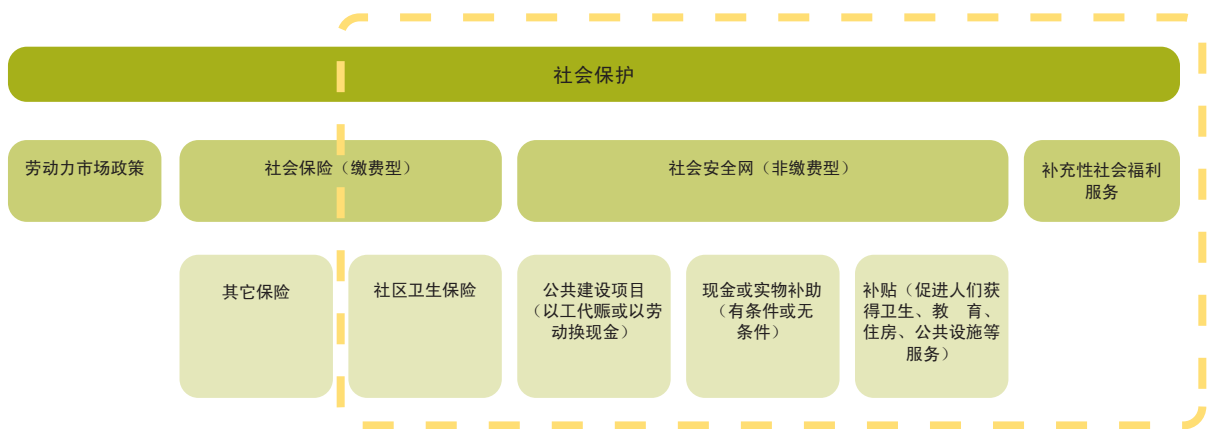 社会保护
劳动力市场政策
社会保险（缴费型）
社会安全网（非缴费型）
补充性社会福利
服务
其它保险
社区卫生保险
公共建设项目
（以工代赈或以劳
动换现金）
现金或实物补助
（有条件或无
条件）
补贴（促进人们获
得卫生、教　育、
住房、公共设施等
服务）